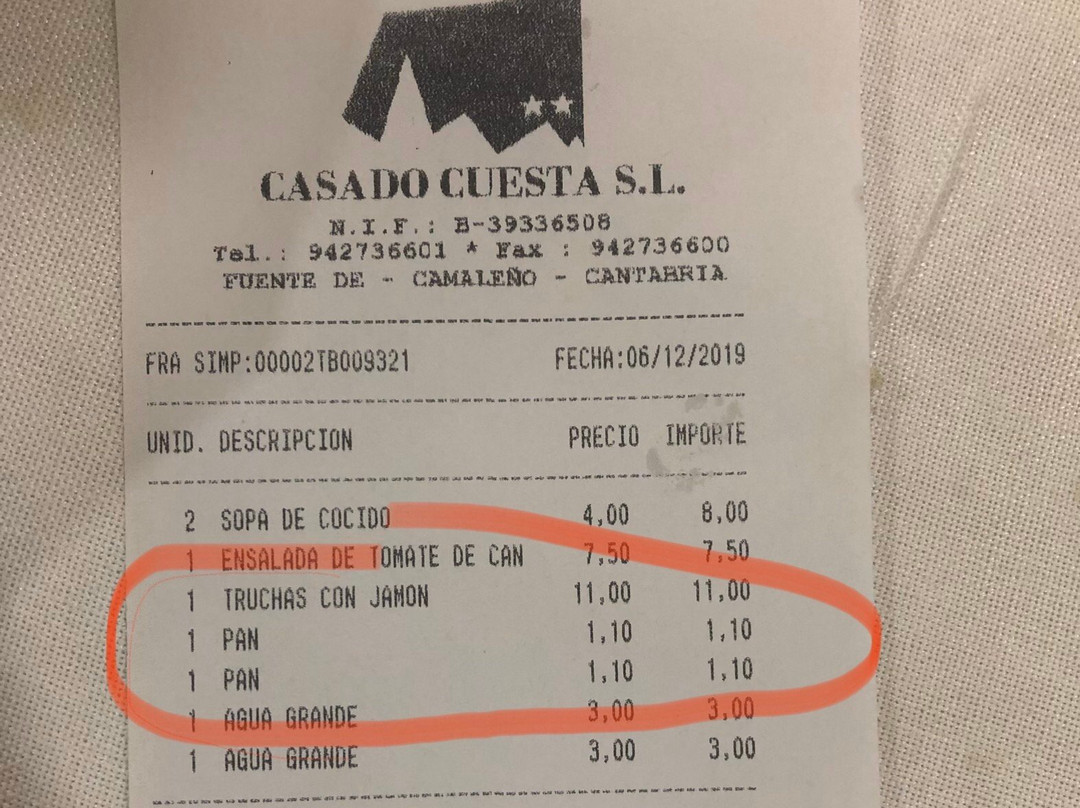 CASADO CUESTA S.L.
N.I.F.: B-39336508
Tel.: 942736601 * Fax : 942736600
FUENTE DE - CAMALEÑO - CANTABRIA
FRA SIMP:00002TB009321 FECHA:06/12/2019
UNID. DESCRIPCION PRECIO IMPORTE
2 SOPA DE COCIDO 4,00 8,00
1 ENSALADA DE TOMATE DE CAN 7,50 7,50
1 TRUCHAS CON JAMON 11,00 11,00
1 PAN 1,10 1,10
1 PAN 1,10 1,10
1 AGUA GRANDE 3,00 3,00
1 AGUA GRANDE 3,00 3,00